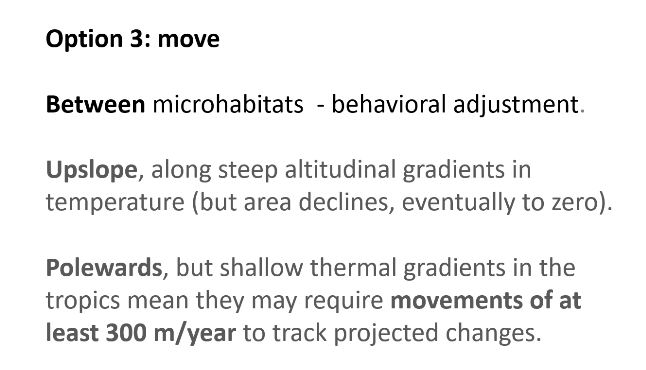 Option 3: move
Between microhabitats - behavioral adjustment.
Upslope, along steep altitudinal gradients in
temperature (but area declines, eventually to zero).
Polewards, but shallow thermal gradients in the
tropics mean they may require movements of at
least 300 m/year to track projected changes.